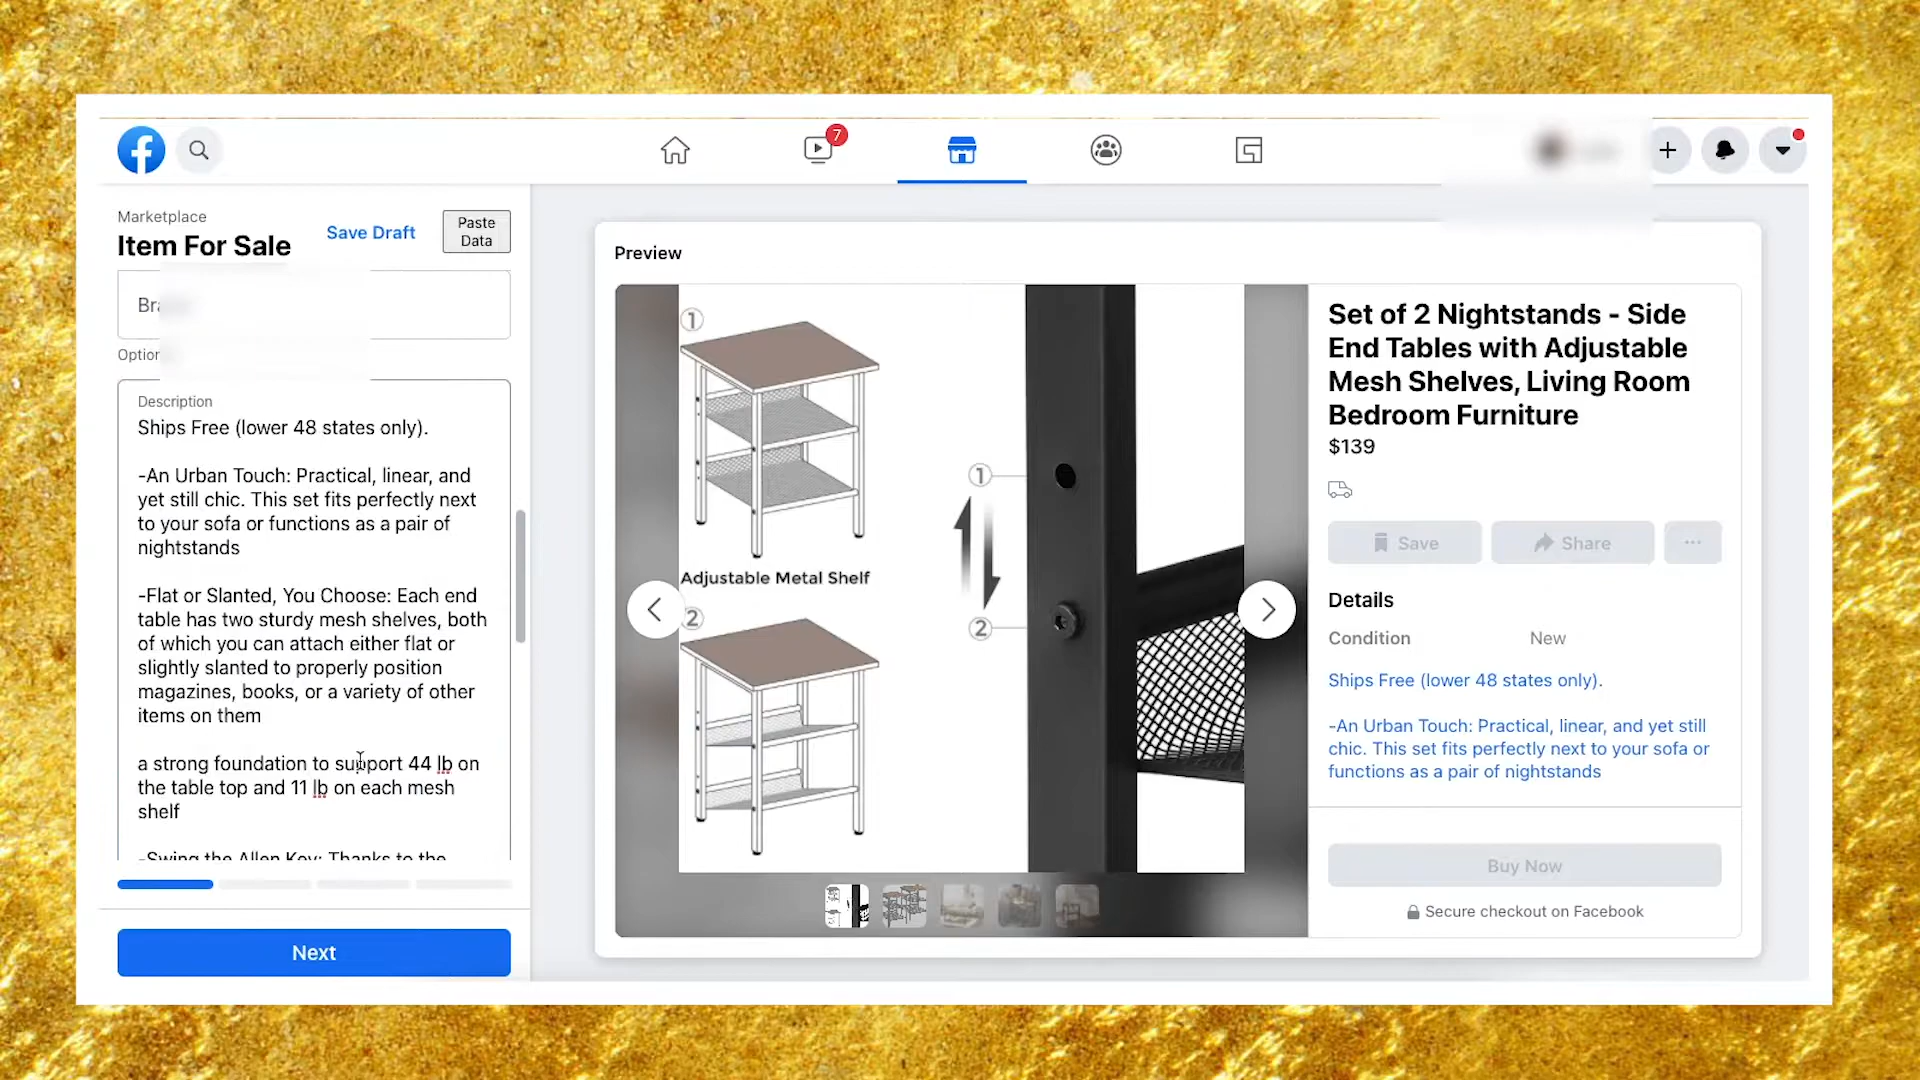 7
Marketplace
Item For Sale
Save Draft
Paste
Data
Description
Ships Free (lower 48 states only).
-An Urban Touch: Practical, linear, and
yet still chic. This set fits perfectly next
to your sofa or functions as a pair of
nightstands
-Flat or Slanted, You Choose: Each end
table has two sturdy mesh shelves, both
of which you can attach either flat or
slightly slanted to properly position
magazines, books, or a variety of other
items on them
a strong foundation to support 44 lb on
the table top and 11 lb on each mesh
shelf
-Swing the Allen Key: Thanks to the
Next
Preview
1
Adjustable Metal Shelf
2
1
2
Set of 2 Nightstands - Side
End Tables with Adjustable
Mesh Shelves, Living Room
Bedroom Furniture
$139
Save
Share
Details
Condition New
Ships Free (lower 48 states only).
-An Urban Touch: Practical, linear, and yet still
chic. This set fits perfectly next to your sofa or
functions as a pair of nightstands
Buy Now
Secure checkout on Facebook